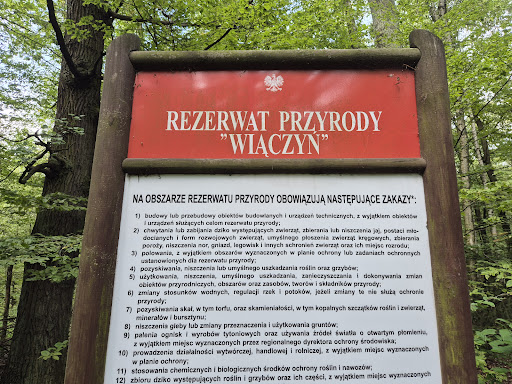 REZERWAT PRZYRODY
"WIĄCZYŃ"
NA OBSZARZE REZERWATU PRZYRODY OBOWIĄZUJĄ NASTĘPUJĄCE ZAKAZY*:
1) budowy lub przebudowy obiektów budowlanych i urządzeń technicznych, z wyjątkiem obiektów
i urządzeń służących celom rezerwatu przyrody;
2) chwytania lub zabijania dziko występujących zwierząt, zbierania lub niszczenia jaj, postaci mło-
docianych i form rozwojowych zwierząt, umyślnego płoszenia zwierząt kręgowych, zbierania
poroży, niszczenia nor, gniazd, legowisk i innych schronień zwierząt oraz ich miejsc rozrodu;
3) polowania, z wyjątkiem obszarów wyznaczonych w planie ochrony lub zadaniach ochronnych
ustanowionych dla rezerwatu przyrody;
4) pozyskiwania, niszczenia lub umyślnego uszkadzania roślin oraz grzybów;
5) użytkowania, niszczenia, umyślnego uszkadzania, zanieczyszczania i dokonywania zmian
obiektów przyrodniczych, obszarów oraz zasobów, tworów i składników przyrody;
6) zmiany stosunków wodnych, regulacji rzek i potoków, jeżeli zmiany te nie służą ochronie
przyrody;
7) pozyskiwania skał, w tym torfu, oraz skamieniałości, w tym kopalnych szczątków roślin i zwierząt,
minerałów i bursztynu;
8) niszczenia gleby lub zmiany przeznaczenia i użytkowania gruntów;
9) palenia ognisk i wyrobów tytoniowych oraz używania źródeł światła o otwartym płomieniu,
z wyjątkiem miejsc wyznaczonych przez regionalnego dyrektora ochrony środowiska;
10) prowadzenia działalności wytwórczej, handlowej i rolniczej, z wyjątkiem miejsc wyznaczonych
w planie ochrony;
11) stosowania chemicznych i biologicznych środków ochrony roślin i nawozów;
12) zbioru dziko występujących roślin i grzybów oraz ich części, z wyjątkiem miejsc wyznaczonych